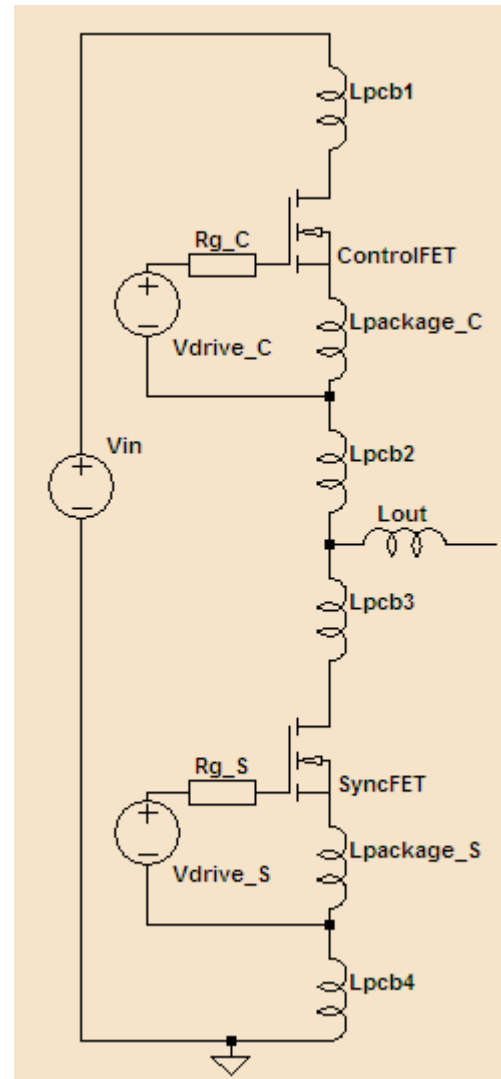 Lpcb1
Rg_C
ControlFET
Lpackage_C
Vdrive_C
Vin
Lpcb2
Lout
Lpcb3
Rg_S
SyncFET
Lpackage_S
Vdrive_S
Lpcb4